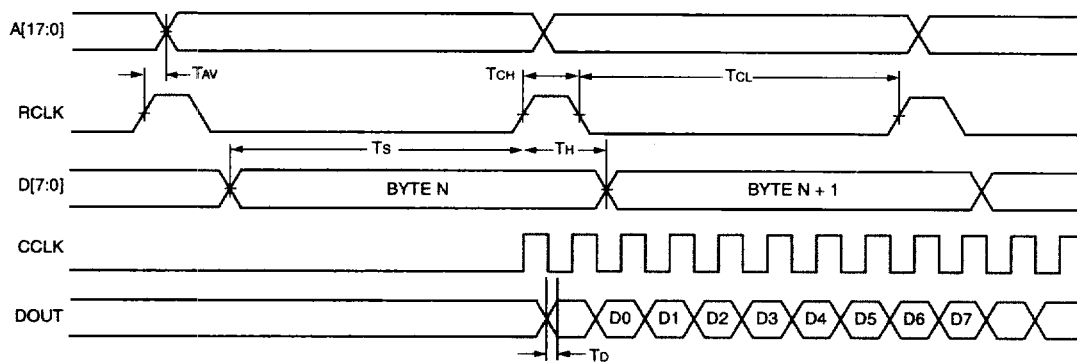 A[17:0]
TAV
TCH
TCL
RCLK
TS
TH
D[7:0]
BYTE N
BYTE N + 1
CCLK
DOUT
D0
D1
D2
D3
D4
D5
D6
D7
TD